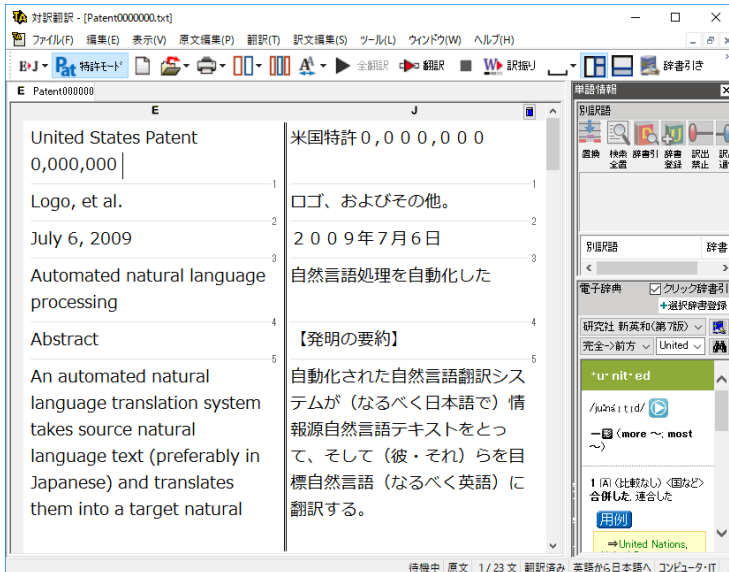 対訳翻訳 - [Patent0000000.txt]
ファイル(F) 編集(E) 表示(V) 原文編集(P) 翻訳(T) 訳文編集(S) ツール(L) ウィンドウ(W) ヘルプ(H)
E›J Pat 特許モード 全翻訳 翻訳 W 訳振り 辞書引き
E Patent000000
E J
United States Patent
0,000,000
米国特許０,０００,０００
1 1
Logo, et al.
ロゴ、およびその他。
2 2
July 6, 2009
２００９年７月６日
3 3
Automated natural language
processing
自然言語処理を自動化した
4 4
Abstract
【発明の要約】
5 5
An automated natural
language translation system
takes source natural
language text (preferably in
Japanese) and translates
them into a target natural
自動化された自然言語翻訳シス
テムが（なるべく日本語で）情
報源自然言語テキストをとっ
て、そして（彼・それ）らを目
標自然言語（なるべく英語）に
翻訳する。
単語情報
別訳語
置換 検索全置 辞書引 辞書登録 訳出禁止
別訳語 辞書
電子辞典 クリック辞書引
+選択辞書登録
研究社 新英和(第7版)
完全->前方 United
*u·nit·ed
/juːnáɪtɪd/
━形 (more ～; most
～)
1 A (比較なし) 〈国など〉
合併した, 連合した
用例
⇒United Nations,
待機中 原文 1/23 文 翻訳済み 英語から日本語へ コンピュータ・IT